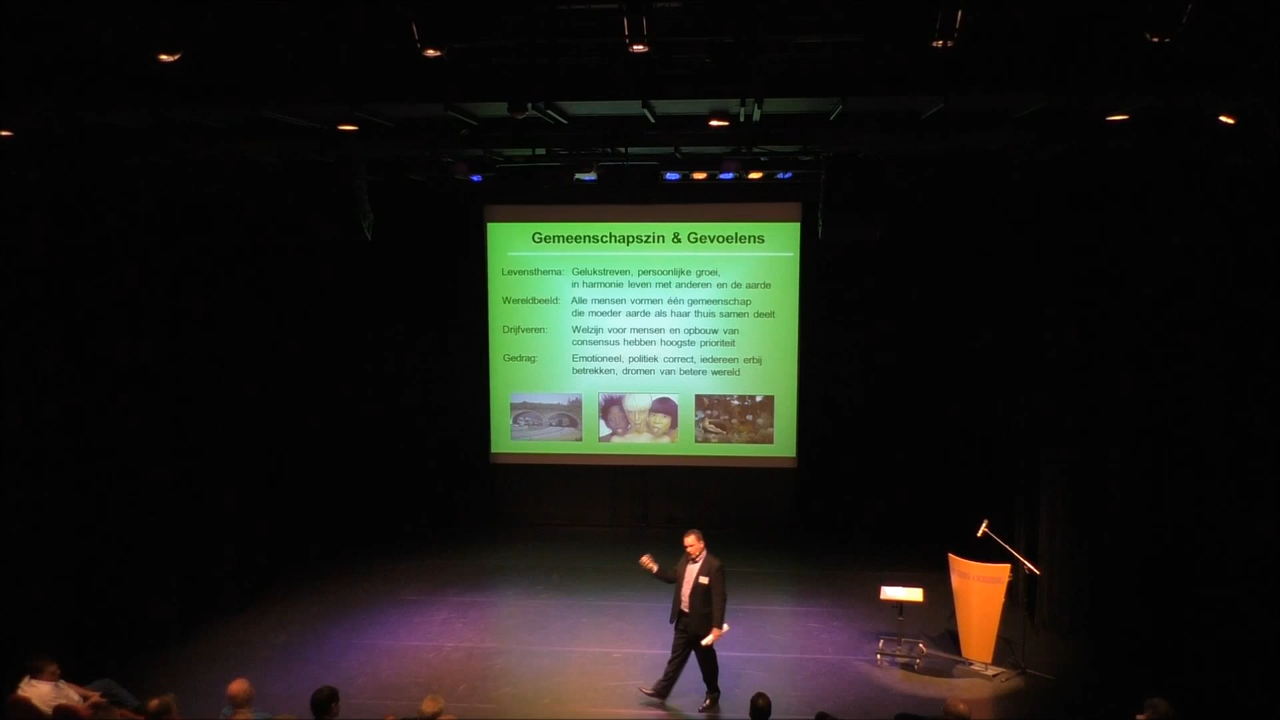 Gemeenschapszin & Gevoelens
Levensthema: Gelukstreven, persoonlijke groei,
in harmonie leven met anderen en de aarde
Wereldbeeld: Alle mensen vormen één gemeenschap
die moeder aarde als haar thuis samen deelt
Drijfveren: Welzijn voor mensen en opbouw van
consensus hebben hoogste prioriteit
Gedrag: Emotioneel, politiek correct, iedereen erbij
betrekken, dromen van betere wereld